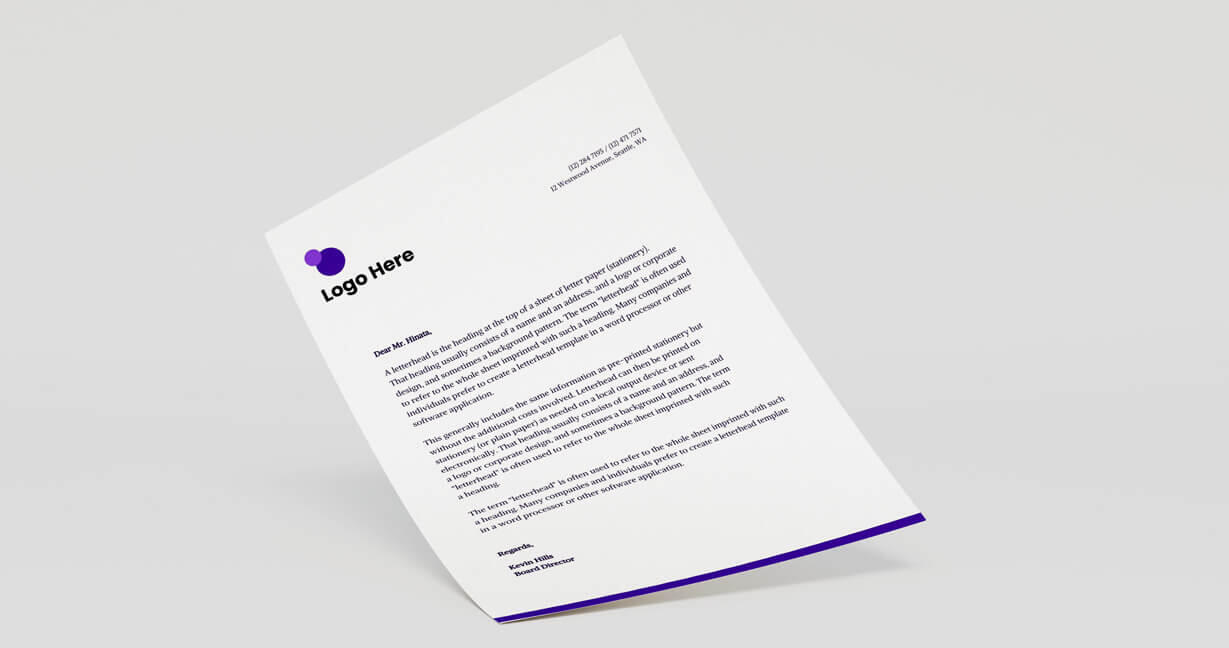 (12) 284 7195 / (12) 471 7571
12 Westwood Avenue, Seattle, WA
Logo Here
Dear Mr. Hinata,
A letterhead is the heading at the top of a sheet of letter paper (stationery).
That heading usually consists of a name and an address, and a logo or corporate
design, and sometimes a background pattern. The term "letterhead" is often used
to refer to the whole sheet imprinted with such a heading. Many companies and
individuals prefer to create a letterhead template in a word processor or other
software application.
This generally includes the same information as pre-printed stationery but
without the additional costs involved. Letterhead can then be printed on
stationery (or plain paper) as needed on a local output device or sent
electronically. That heading usually consists of a name and an address, and
a logo or corporate design, and sometimes a background pattern. The term
"letterhead" is often used to refer to the whole sheet imprinted with such
a heading.
The term "letterhead" is often used to refer to the whole sheet imprinted with such
a heading. Many companies and individuals prefer to create a letterhead template
in a word processor or other software application.
Regards,
Kevin Hills
Board Director